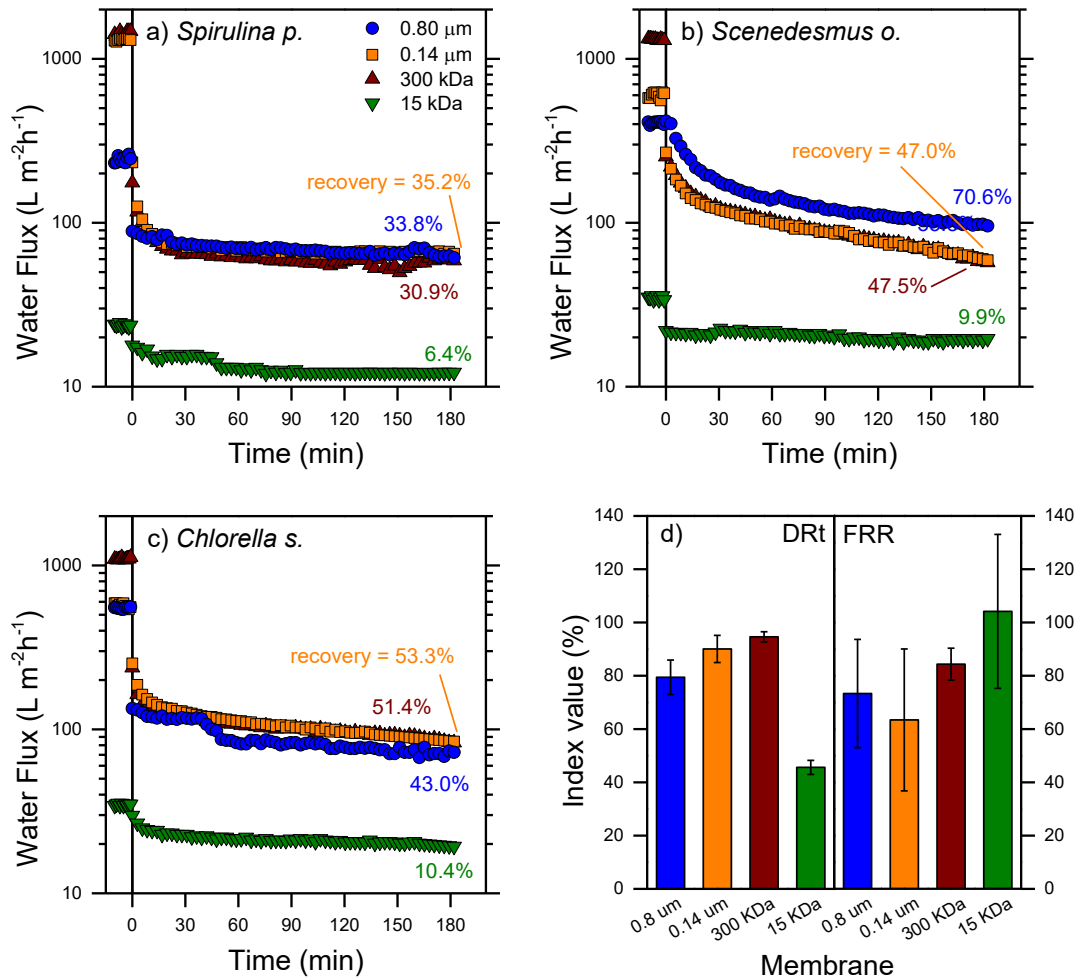 a) Spirulina p.
0.80 μm
0.14 μm
300 kDa
15 kDa
recovery = 35.2%
33.8%
30.9%
6.4%
1000
100
10
Water Flux (L m⁻²h⁻¹)
0 30 60 90 120 150 180
Time (min)
b) Scenedesmus o.
recovery = 47.0%
70.6%
47.5%
9.9%
1000
100
10
Water Flux (L m⁻²h⁻¹)
0 30 60 90 120 150 180
Time (min)
c) Chlorella s.
recovery = 53.3%
51.4%
43.0%
10.4%
1000
100
10
Water Flux (L m⁻²h⁻¹)
0 30 60 90 120 150 180
Time (min)
d)
DRt
FRR
140
120
100
80
60
40
20
0
Index value (%)
140
120
100
80
60
40
20
0
0.8 um 0.14 um 300 KDa 15 KDa 0.8 um 0.14 um 300 KDa 15 KDa
Membrane